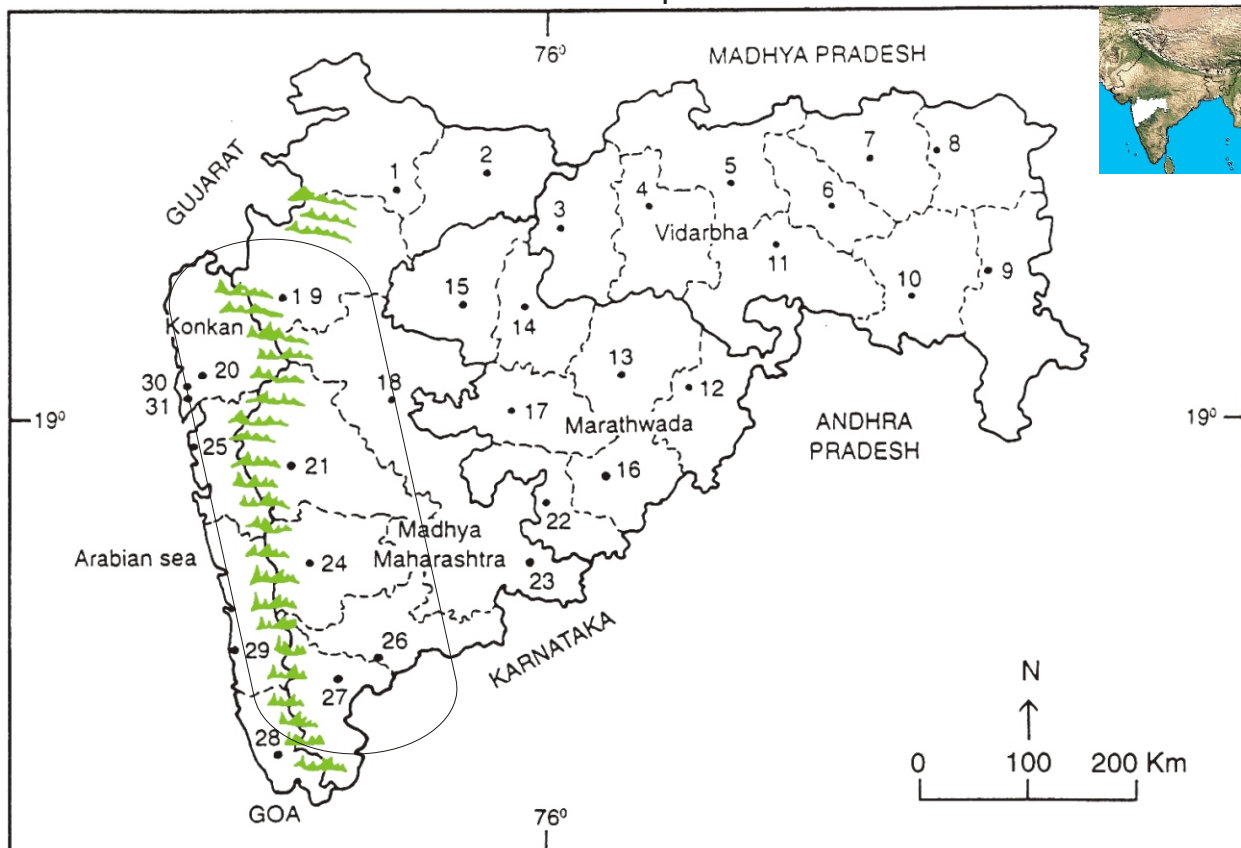 76⁰
MADHYA PRADESH
GUJARAT
1
2
3
4
5
6
7
8
Vidarbha
9
10
11
1 9
15
14
Konkan
13
12
20
30
31
18
17
Marathwada
19⁰
19⁰
ANDHRA
PRADESH
25
21
16
22
Madhya
Maharashtra
Arabian sea
24
23
KARNATAKA
26
29
27
28
GOA
N
0 100 200 Km
76⁰